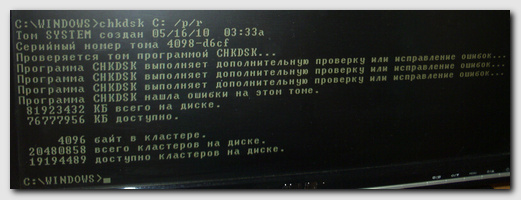 C:\WINDOWS>chkdsk C: /p/r
Том SYSTEM создан 05/16/10 03:33a
Серийный номер тома 4098-d6cf
Проверяется том программой CHKDSK...
Программа CHKDSK выполняет дополнительную проверку или исправление ошибок...
Программа CHKDSK выполняет дополнительную проверку или исправление ошибок...
Программа CHKDSK выполняет дополнительную проверку или исправление ошибок...
Программа CHKDSK нашла ошибки на этом томе.
81923432 КБ всего на диске.
76777956 КБ доступно.
4096 байт в кластере.
20480858 всего кластеров на диске.
19194489 доступно кластеров на диске.
C:\WINDOWS>